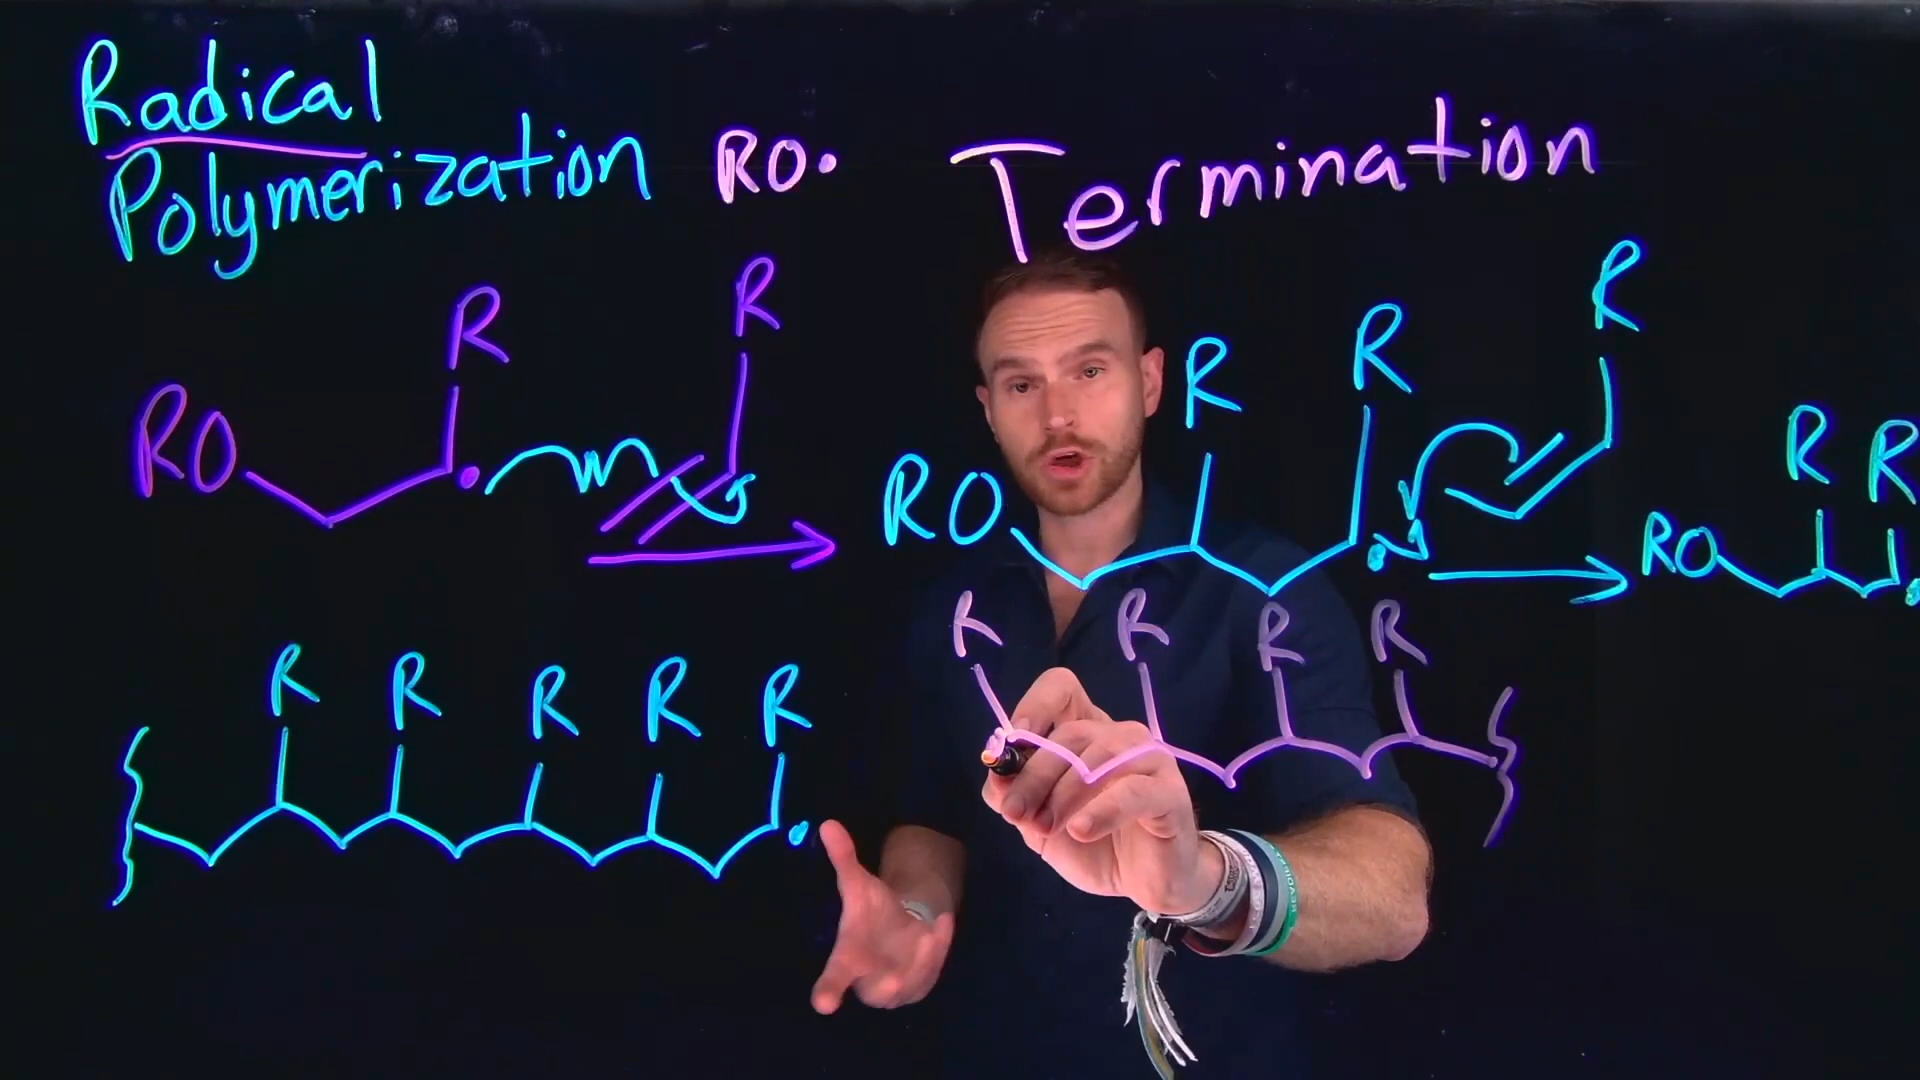 Radical
Polymerization RO• Termination
R R
RO
R R R
RO
R R
RO
R R R R
R R R R R